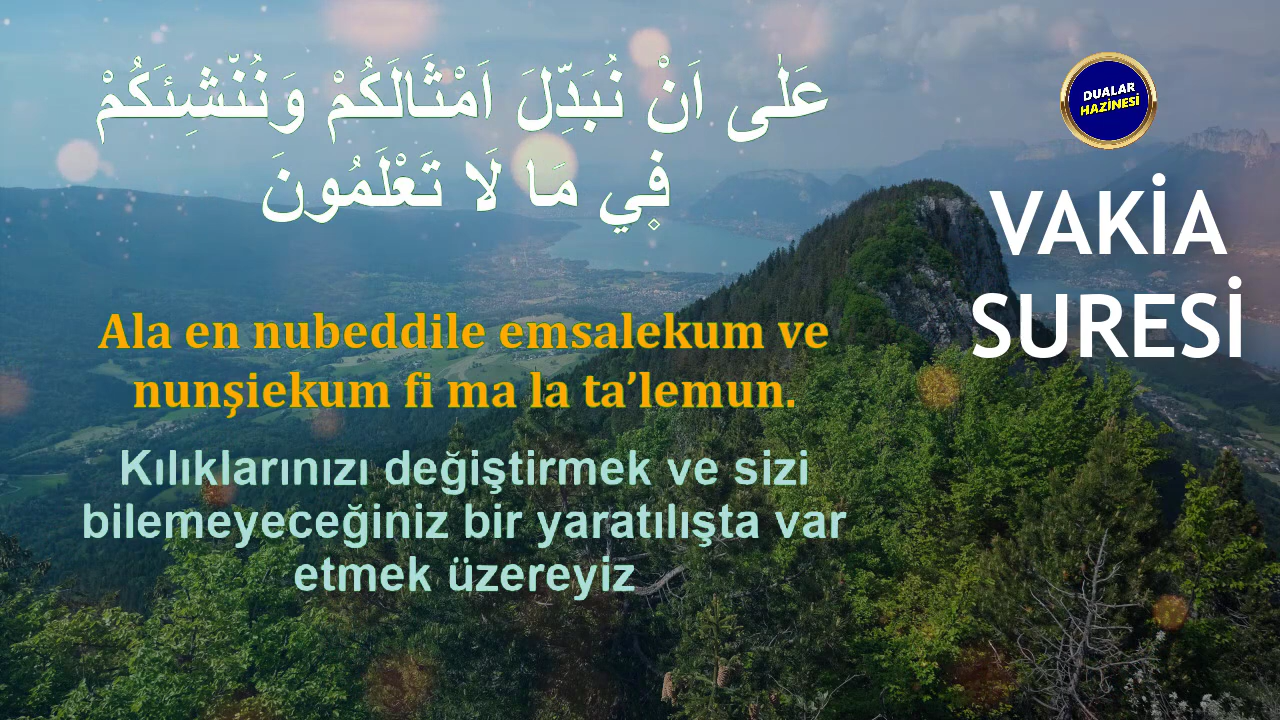 عَلٰٓى اَنْ نُبَدِّلَ اَمْثَالَكُمْ وَنُنْشِئَكُمْ
فِي مَا لَا تَعْلَمُونَ
Ala en nubeddile emsalekum ve
nunşiekum fi ma la ta’lemun.
Kılıklarınızı değiştirmek ve sizi
bilemeyeceğiniz bir yaratılışta var
etmek üzereyiz
DUALAR
HAZİNESİ
VAKİA
SURESİ